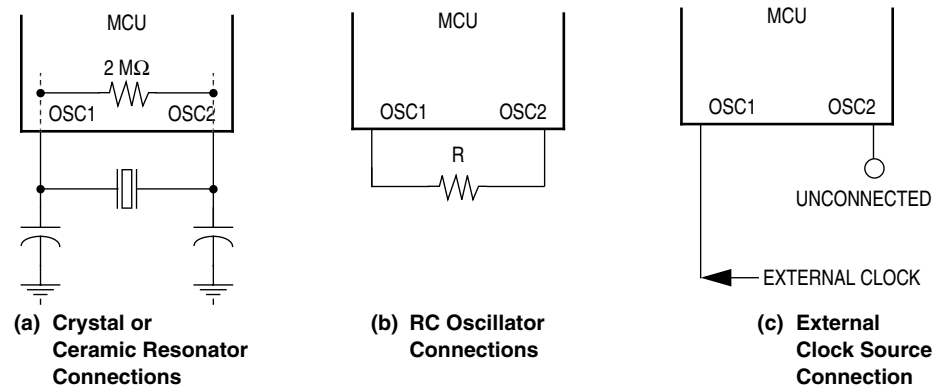 MCU
2 MΩ
OSC1
OSC2
(a) Crystal or
Ceramic Resonator
Connections
MCU
OSC1
OSC2
R
(b) RC Oscillator
Connections
MCU
OSC1
OSC2
UNCONNECTED
EXTERNAL CLOCK
(c) External
Clock Source
Connection